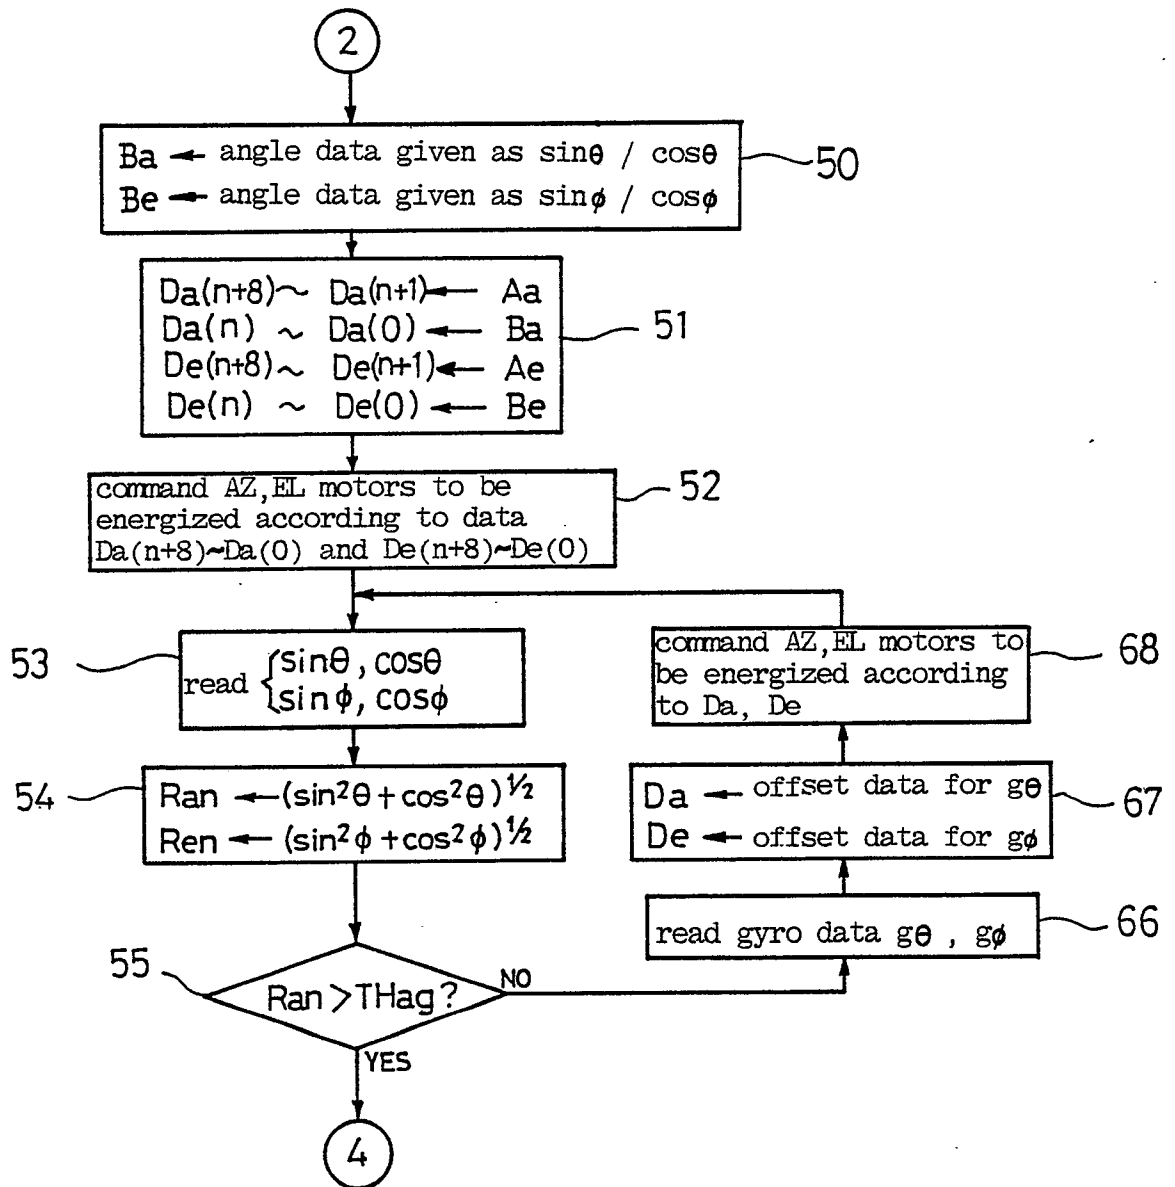 2
Ba ← angle data given as sinθ / cosθ
Be ← angle data given as sinϕ / cosϕ
50
Da(n+8)～ Da(n+1)← Aa
Da(n) ～ Da(0) ← Ba
De(n+8)～ De(n+1)← Ae
De(n) ～ De(0) ← Be
51
command AZ,EL motors to be
energized according to data
Da(n+8)~Da(0) and De(n+8)~De(0)
52
53
read { sinθ, cosθ
sinϕ, cosϕ
54
Ran ← (sin²θ + cos²θ)^½
Ren ← (sin²ϕ + cos²ϕ)^½
55
Ran > THag ?
NO
YES
4
command AZ,EL motors to
be energized according
to Da, De
68
Da ← offset data for gθ
De ← offset data for gϕ
67
read gyro data gθ , gϕ
66